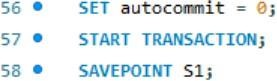 56 SET autocommit = 0;
57 START TRANSACTION;
58 SAVEPOINT S1;